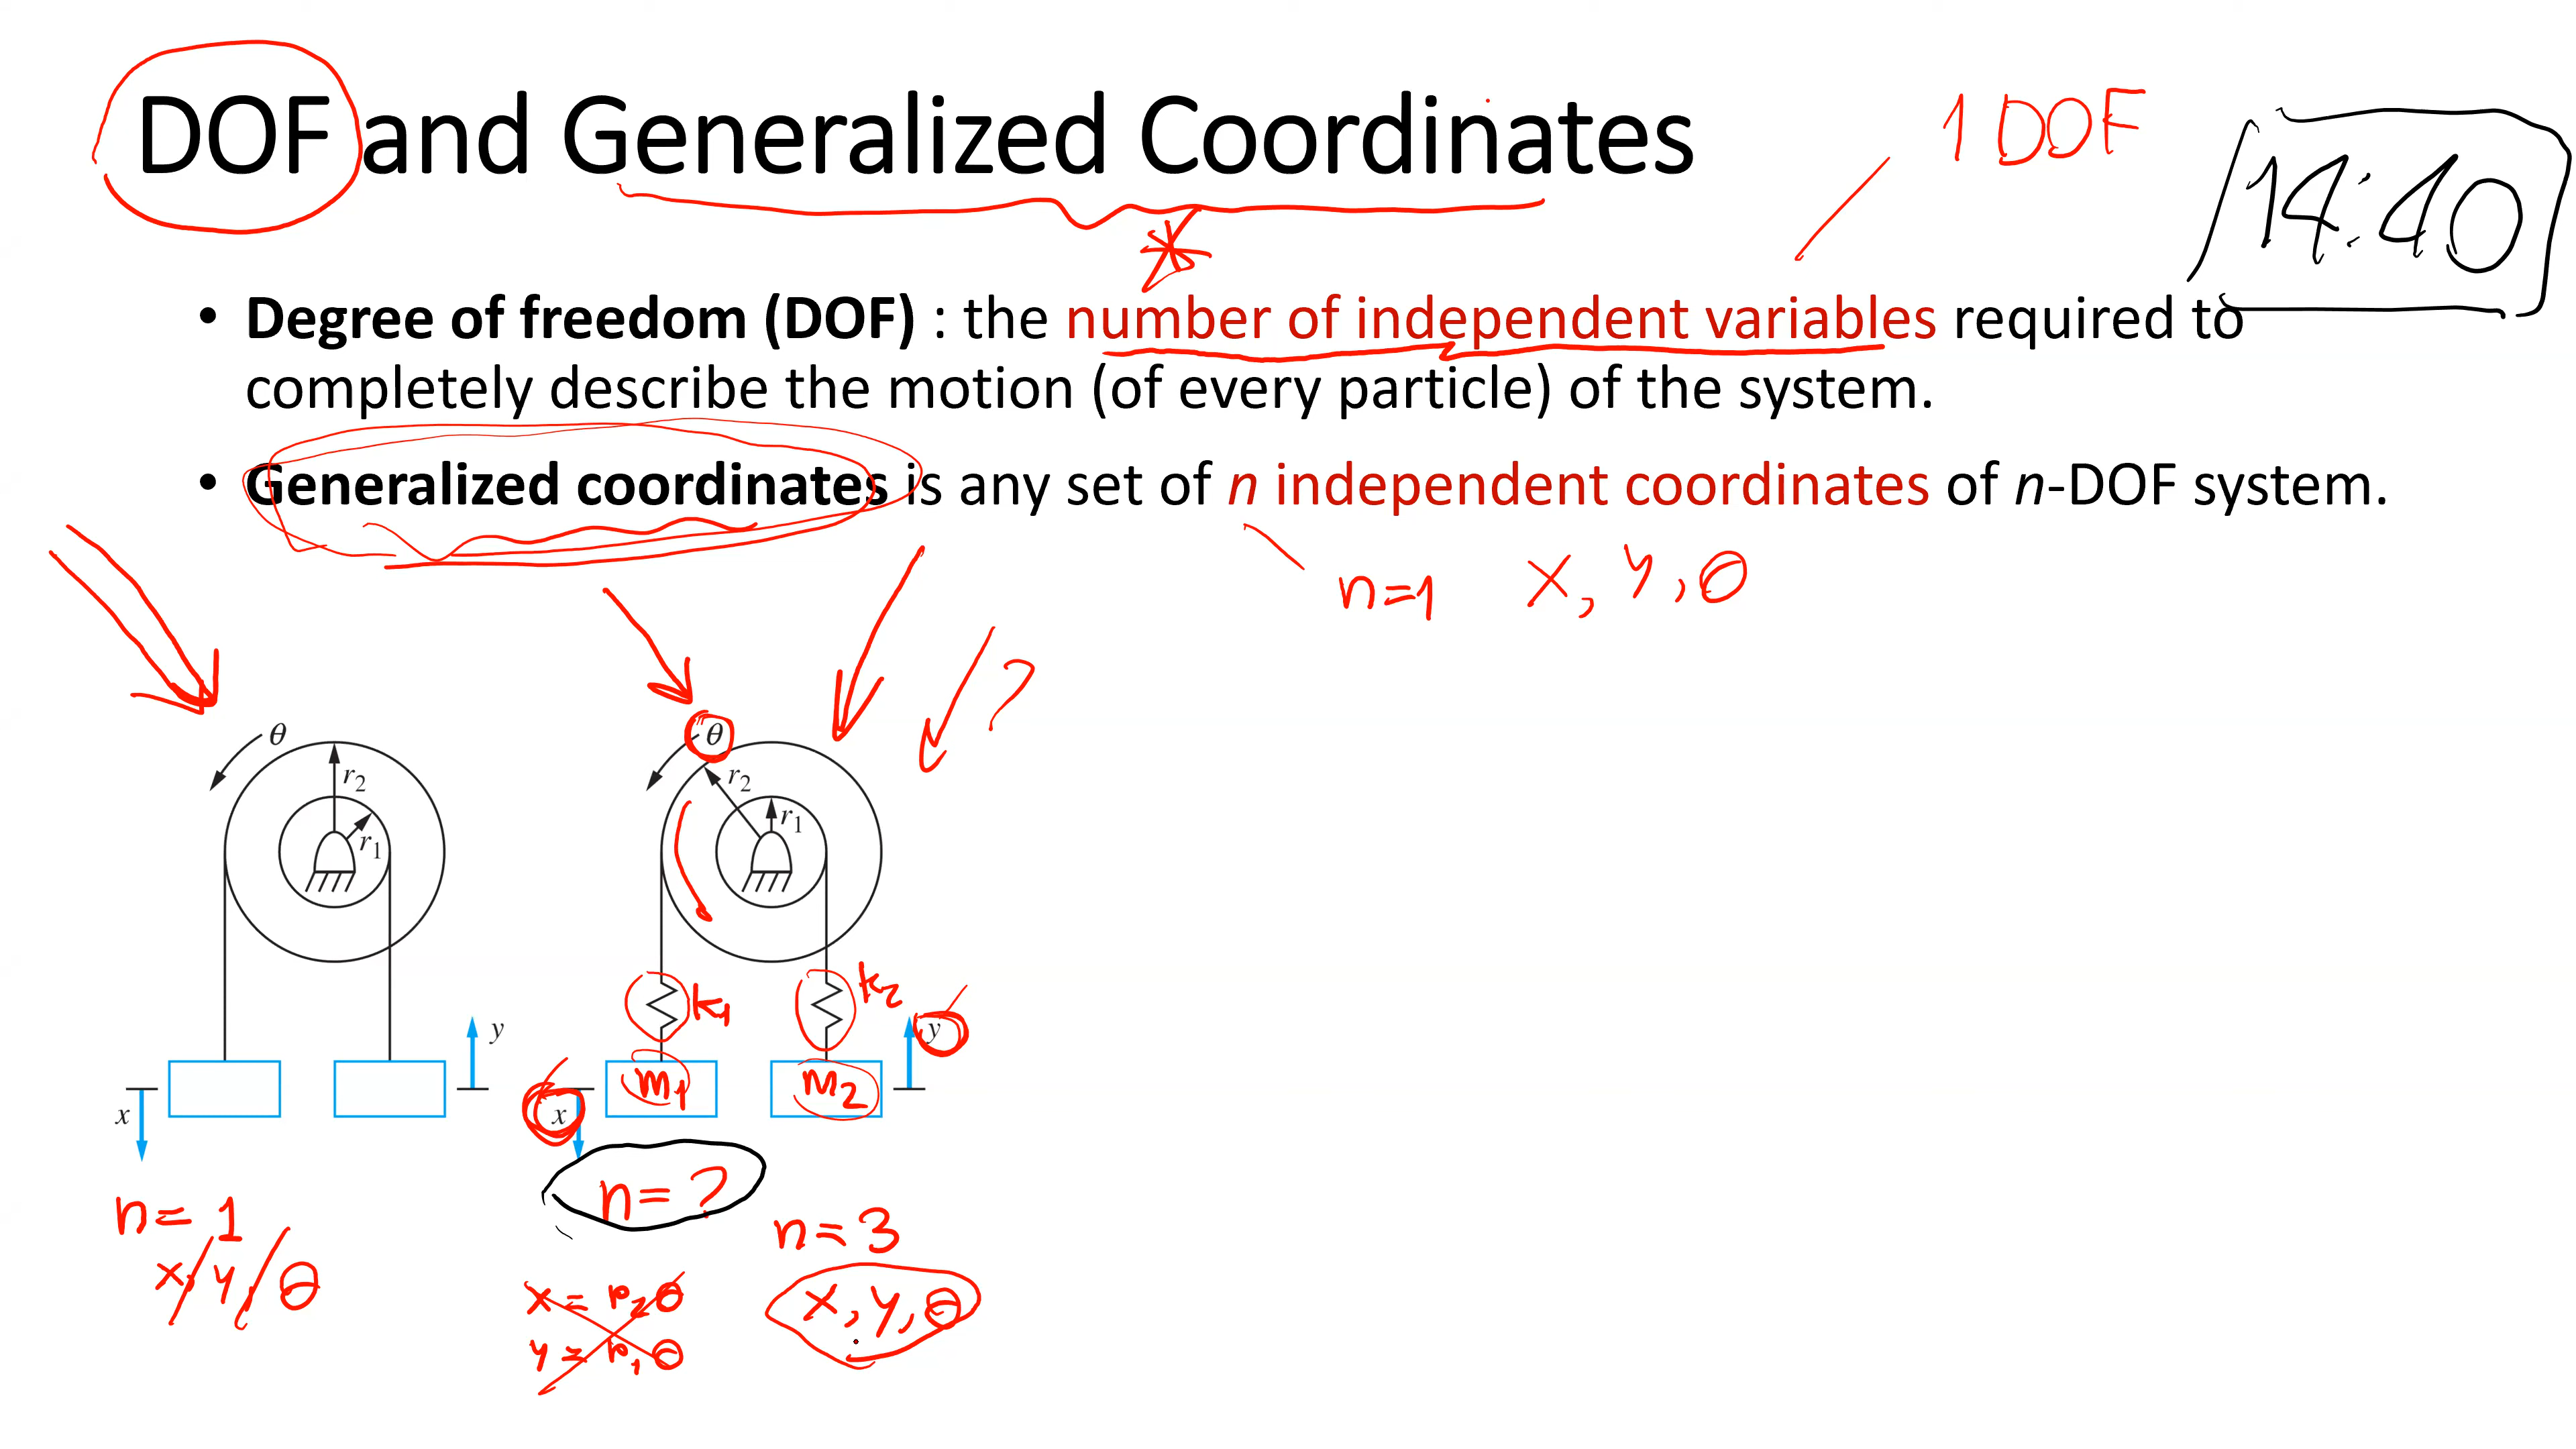 DOF and Generalized Coordinates
1 DOF
14:40
• Degree of freedom (DOF) : the number of independent variables required to
completely describe the motion (of every particle) of the system.
• Generalized coordinates is any set of n independent coordinates of n-DOF system.
n=1 x, y, θ
?
θ
r2
r1
y
x
n= 1
x/y/θ
θ
r2
r1
k1
k2
y
m1
m2
x
n= ?
n= 3
x = r2θ
y = r1θ
x, y, θ